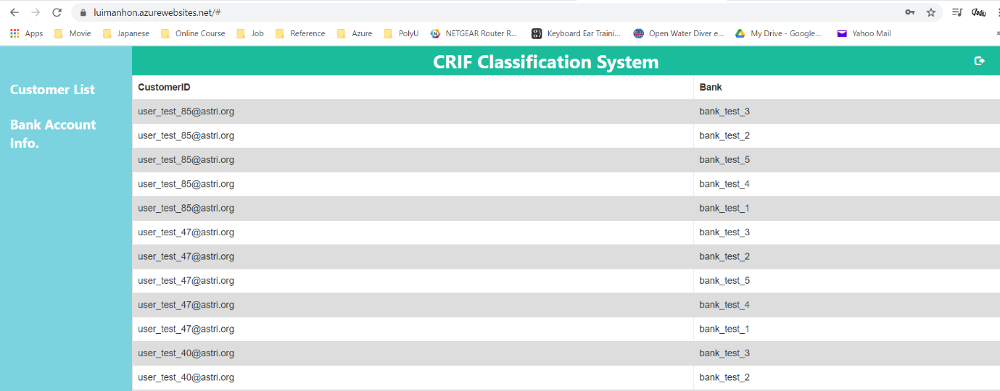 luimanhon.azurewebsites.net/#
Apps Movie Japanese Online Course Job Reference Azure PolyU NETGEAR Router R... Keyboard Ear Traini... Open Water Diver e... My Drive - Google... Yahoo Mail »
CRIF Classification System
Customer List
Bank Account
Info.
CustomerID Bank
user_test_85@astri.org bank_test_3
user_test_85@astri.org bank_test_2
user_test_85@astri.org bank_test_5
user_test_85@astri.org bank_test_4
user_test_85@astri.org bank_test_1
user_test_47@astri.org bank_test_3
user_test_47@astri.org bank_test_2
user_test_47@astri.org bank_test_5
user_test_47@astri.org bank_test_4
user_test_47@astri.org bank_test_1
user_test_40@astri.org bank_test_3
user_test_40@astri.org bank_test_2